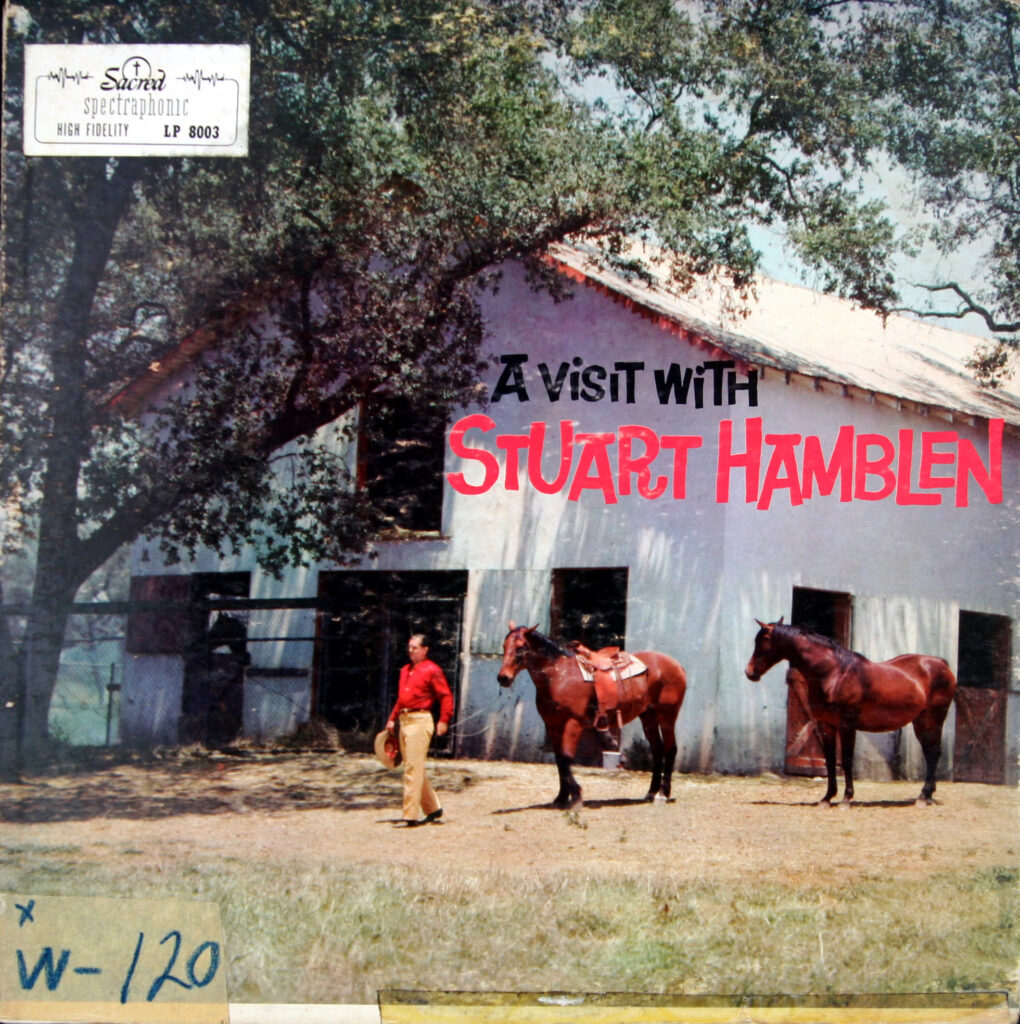 Sacred
spectraphonic
HIGH FIDELITY LP 8003
A VISIT WITH
STUART HAMBLEN
x
W-120